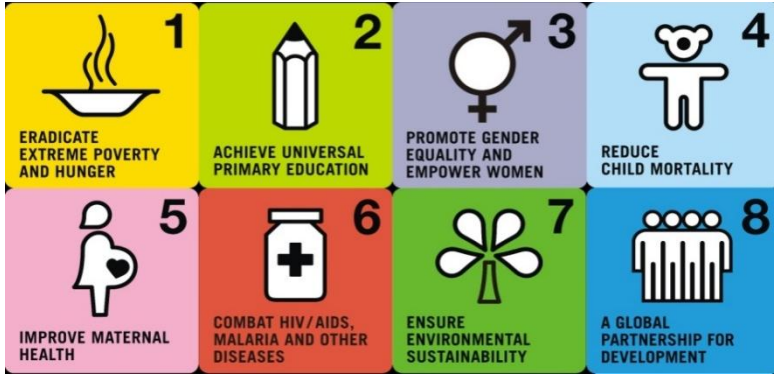 1
ERADICATE
EXTREME POVERTY
AND HUNGER
2
ACHIEVE UNIVERSAL
PRIMARY EDUCATION
3
PROMOTE GENDER
EQUALITY AND
EMPOWER WOMEN
4
REDUCE
CHILD MORTALITY
5
IMPROVE MATERNAL
HEALTH
6
COMBAT HIV/AIDS,
MALARIA AND OTHER
DISEASES
7
ENSURE
ENVIRONMENTAL
SUSTAINABILITY
8
A GLOBAL
PARTNERSHIP FOR
DEVELOPMENT